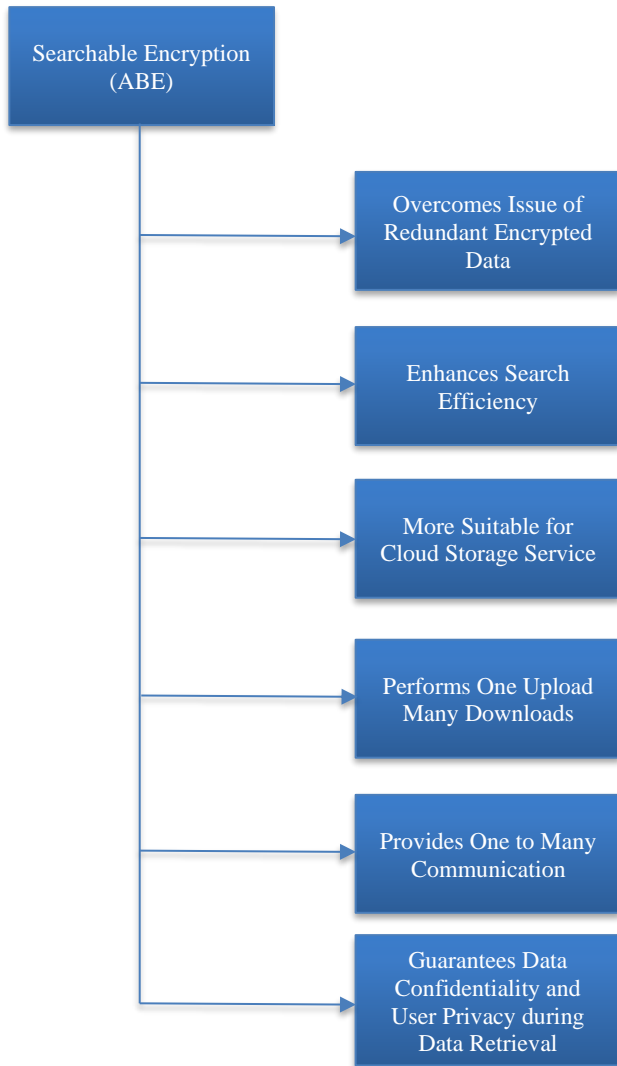 Searchable Encryption
(ABE)
Overcomes Issue of
Redundant Encrypted
Data
Enhances Search
Efficiency
More Suitable for
Cloud Storage Service
Performs One Upload
Many Downloads
Provides One to Many
Communication
Guarantees Data
Confidentiality and
User Privacy during
Data Retrieval